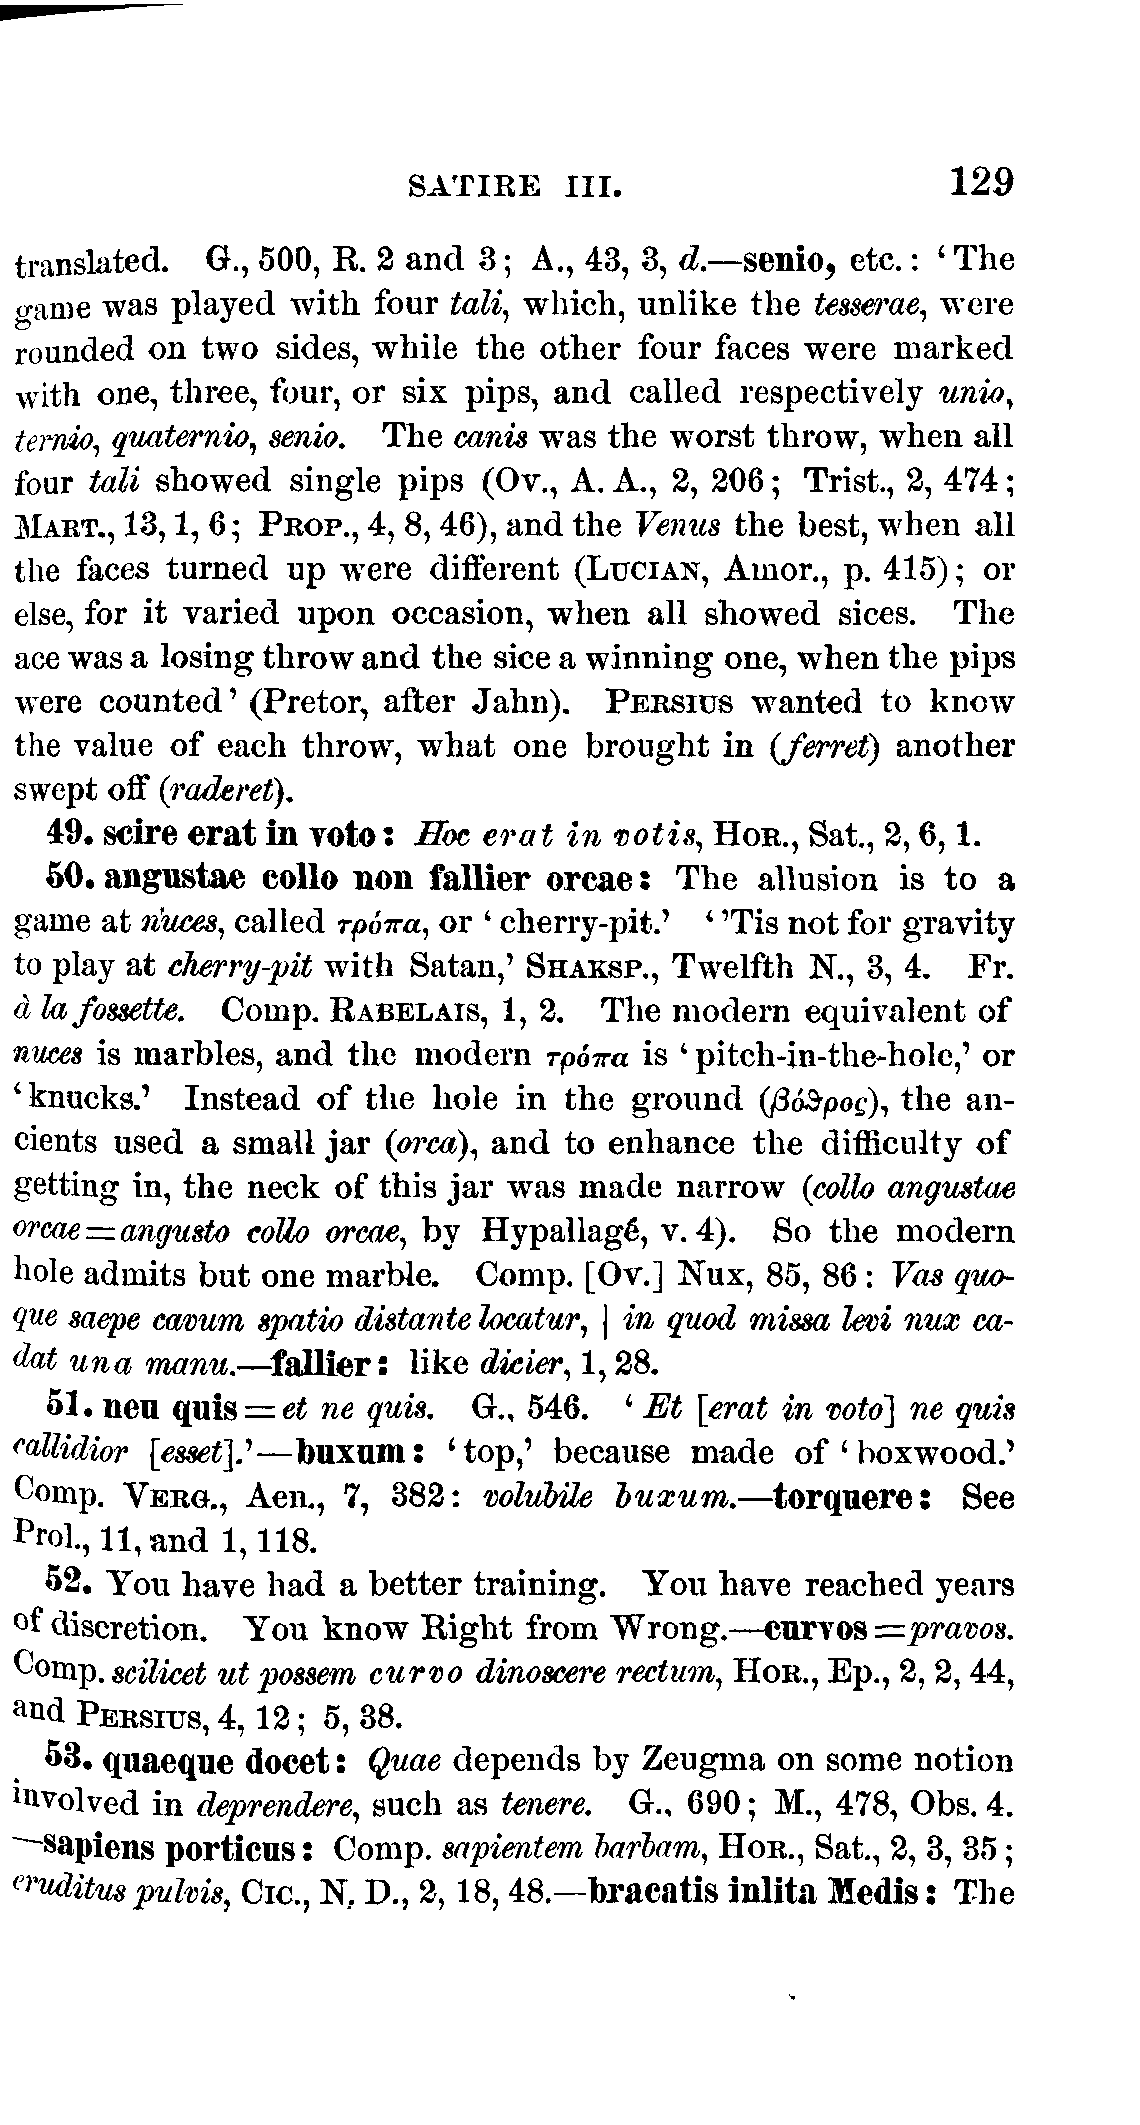 SATIRE III. 129
translated. G., 500, R. 2 and 3; A., 43, 3, d.—senio, etc.: ‘The
game was played with four tali, which, unlike the tesserae, were
rounded on two sides, while the other four faces were marked
with one, three, four, or six pips, and called respectively unio,
ternio, quaternio, senio. The canis was the worst throw, when all
four tali showed single pips (Ov., A. A., 2, 206; Trist., 2, 474;
MART., 13, 1, 6; PROP., 4, 8, 46), and the Venus the best, when all
the faces turned up were different (LUCIAN, Amor., p. 415); or
else, for it varied upon occasion, when all showed sices. The
ace was a losing throw and the sice a winning one, when the pips
were counted’ (Pretor, after Jahn). PERSIUS wanted to know
the value of each throw, what one brought in (ferret) another
swept off (raderet).
49. scire erat in voto: Hoc erat in votis, HOR., Sat., 2, 6, 1.
50. angustae collo non fallier orcae: The allusion is to a
game at nuces, called τρόπα, or ‘cherry-pit.’ ‘’Tis not for gravity
to play at cherry-pit with Satan,’ SHAKSP., Twelfth N., 3, 4. Fr.
à la fossette. Comp. RABELAIS, 1, 2. The modern equivalent of
nuces is marbles, and the modern τρόπα is ‘pitch-in-the-hole,’ or
‘knucks.’ Instead of the hole in the ground (βόϑρος), the an-
cients used a small jar (orca), and to enhance the difficulty of
getting in, the neck of this jar was made narrow (collo angustae
orcae = angusto collo orcae, by Hypallagé, v. 4). So the modern
hole admits but one marble. Comp. [Ov.] Nux, 85, 86: Vas quo-
que saepe cavum spatio distante locatur, | in quod missa levi nux ca-
dat una manu.—fallier: like dicier, 1, 28.
51. neu quis = et ne quis. G., 546. ‘Et [erat in voto] ne quis
callidior [esset].’—buxum: ‘top,’ because made of ‘boxwood.’
Comp. VERG., Aen., 7, 382: volubile buxum.—torquere: See
Prol., 11, and 1, 118.
52. You have had a better training. You have reached years
of discretion. You know Right from Wrong.—curvos = pravos.
Comp. scilicet ut possem curvo dinoscere rectum, HOR., Ep., 2, 2, 44,
and PERSIUS, 4, 12; 5, 38.
53. quaeque docet: Quae depends by Zeugma on some notion
involved in deprendere, such as tenere. G., 690; M., 478, Obs. 4.
—sapiens porticus: Comp. sapientem barbam, HOR., Sat., 2, 3, 35;
eruditus pulvis, CIC., N. D., 2, 18, 48.—bracatis inlita Medis: The